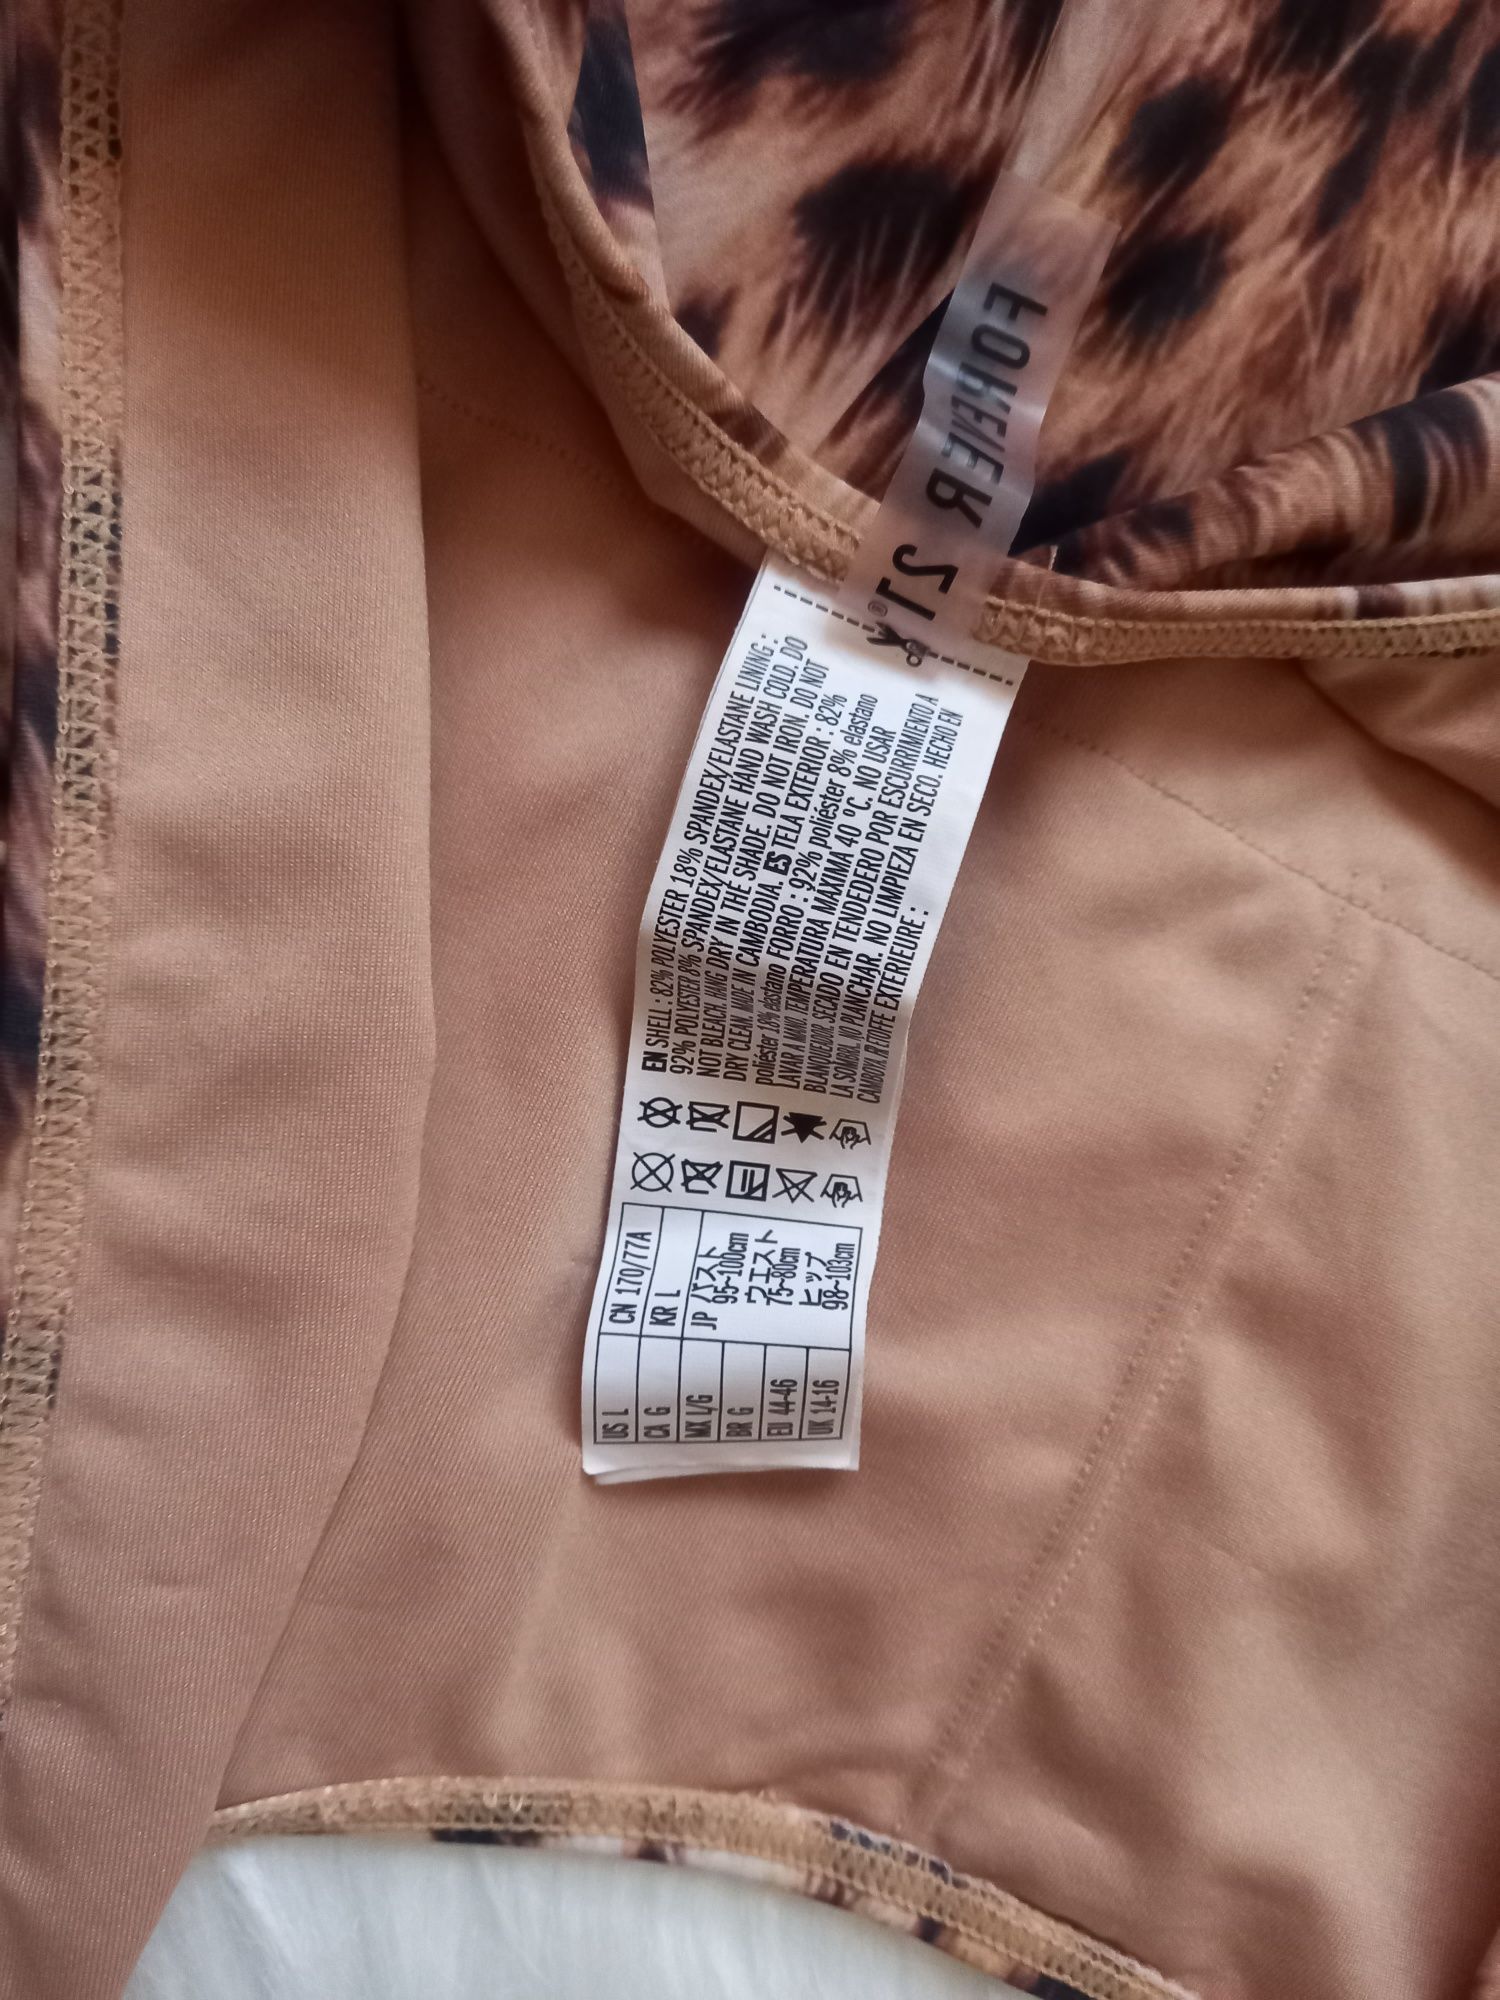 FOREVER 21®
EN SHELL : 82% POLYESTER 18% SPANDEX/ELASTANE LINING :
92% POLYESTER 8% SPANDEX/ELASTANE HAND WASH COLD. DO
NOT BLEACH. HANG DRY IN THE SHADE. DO NOT IRON. DO NOT
DRY CLEAN. MADE IN CAMBODIA. ES TELA EXTERIOR : 82%
poliéster 18% elastano FORRO : 92% poliéster 8% elastano
LAVAR A MANO. TEMPERATURA MÁXIMA 40 °C. NO USAR
BLANQUEADOR. SECADO EN TENDEDERO POR ESCURRIMIENTO A
LA SOMBRA. NO PLANCHAR. NO LIMPIEZA EN SECO. HECHO EN
CAMBOYA. FR ETOFFE EXTERIEURE :
US L
CA G
MX L/G
BR G
EU 44-46
UK 14-16
CN 170/77A
KR L
JP バスト
95~100cm
ウエスト
75~80cm
ヒップ
98~103cm